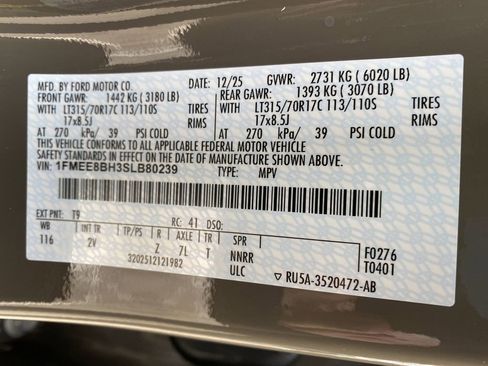 MFD. BY FORD MOTOR CO. 12/25 GVWR: 2731 KG ( 6020 LB)
FRONT GAWR: 1442 KG ( 3180 LB) REAR GAWR: 1393 KG ( 3070 LB)
WITH LT315/70R17C 113/110S TIRES WITH LT315/70R17C 113/110S TIRES
17x8.5J RIMS 17x8.5J RIMS
AT 270 kPa/ 39 PSI COLD AT 270 kPa/ 39 PSI COLD
THIS VEHICLE CONFORMS TO ALL APPLICABLE FEDERAL MOTOR VEHICLE
SAFETY STANDARDS IN EFFECT ON THE DATE OF MANUFACTURE SHOWN ABOVE.
VIN: 1FMEE8BH3SLB80239 TYPE: MPV
EXT PNT: T9 RC: 41 DSO:
WB INT TR TP/PS R AXLE TR SPR
116 2V Z 7L T NNRR F0276
3202512121982 ULC T0401
▽ RU5A-3520472-AB